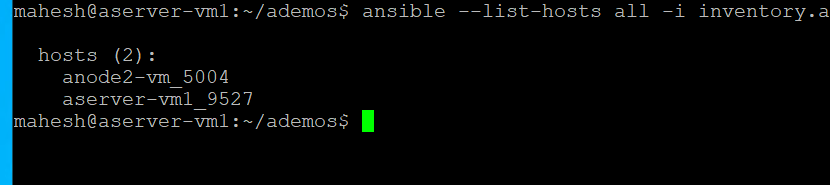 mahesh@aserver-vm1:~/ademos$ ansible --list-hosts all -i inventory.a
hosts (2):
anode2-vm_5004
aserver-vm1_9527
mahesh@aserver-vm1:~/ademos$